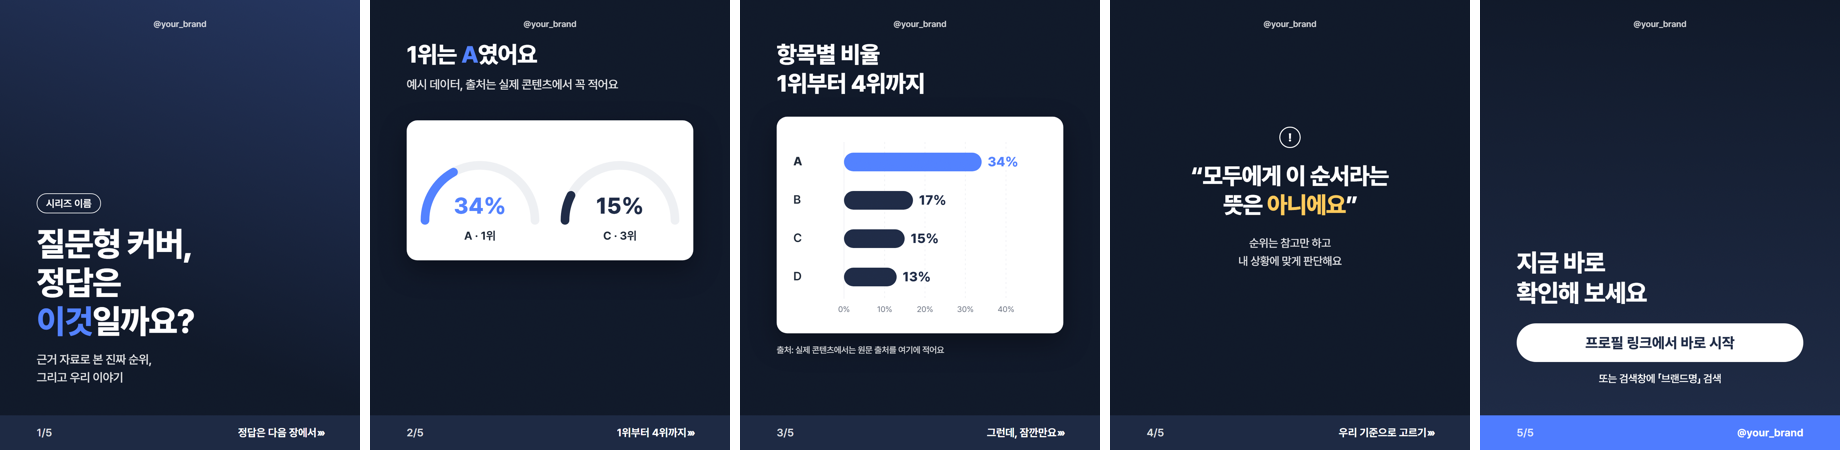 @your_brand
시리즈 이름
질문형 커버,
정답은
이것일까요?
근거 자료로 본 진짜 순위,
그리고 우리 이야기
1/5
정답은 다음 장에서 »»
@your_brand
1위는 A였어요
예시 데이터, 출처는 실제 콘텐츠에서 꼭 적어요
34%
15%
A · 1위
C · 3위
2/5
1위부터 4위까지 »»
@your_brand
항목별 비율
1위부터 4위까지
A
34%
B
17%
C
15%
D
13%
0%
10%
20%
30%
40%
출처: 실제 콘텐츠에서는 원문 출처를 여기에 적어요
3/5
그런데, 잠깐만요 »»
@your_brand
!
“모두에게 이 순서라는
뜻은 아니에요”
순위는 참고만 하고
내 상황에 맞게 판단해요
4/5
우리 기준으로 고르기 »»
@your_brand
지금 바로
확인해 보세요
프로필 링크에서 바로 시작
또는 검색창에 「브랜드명」 검색
5/5
@your_brand